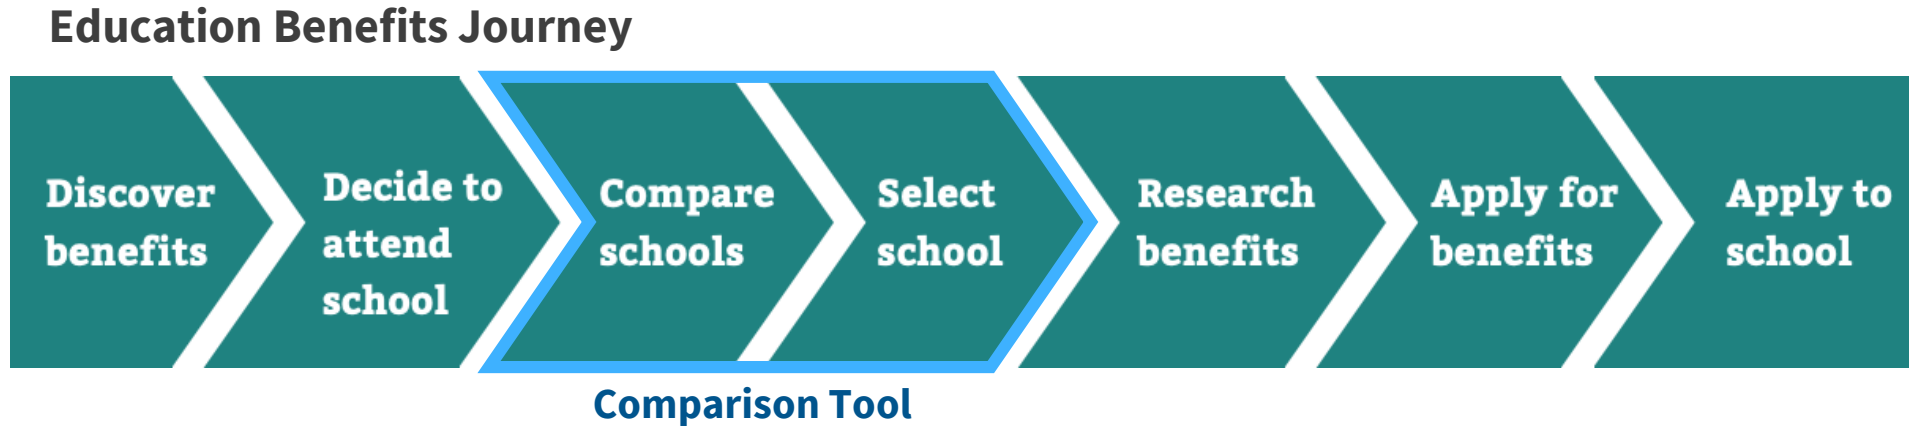 Education Benefits Journey
Discover
benefits
Decide to
attend
school
Compare
schools
Select
school
Research
benefits
Apply for
benefits
Apply to
school
Comparison Tool